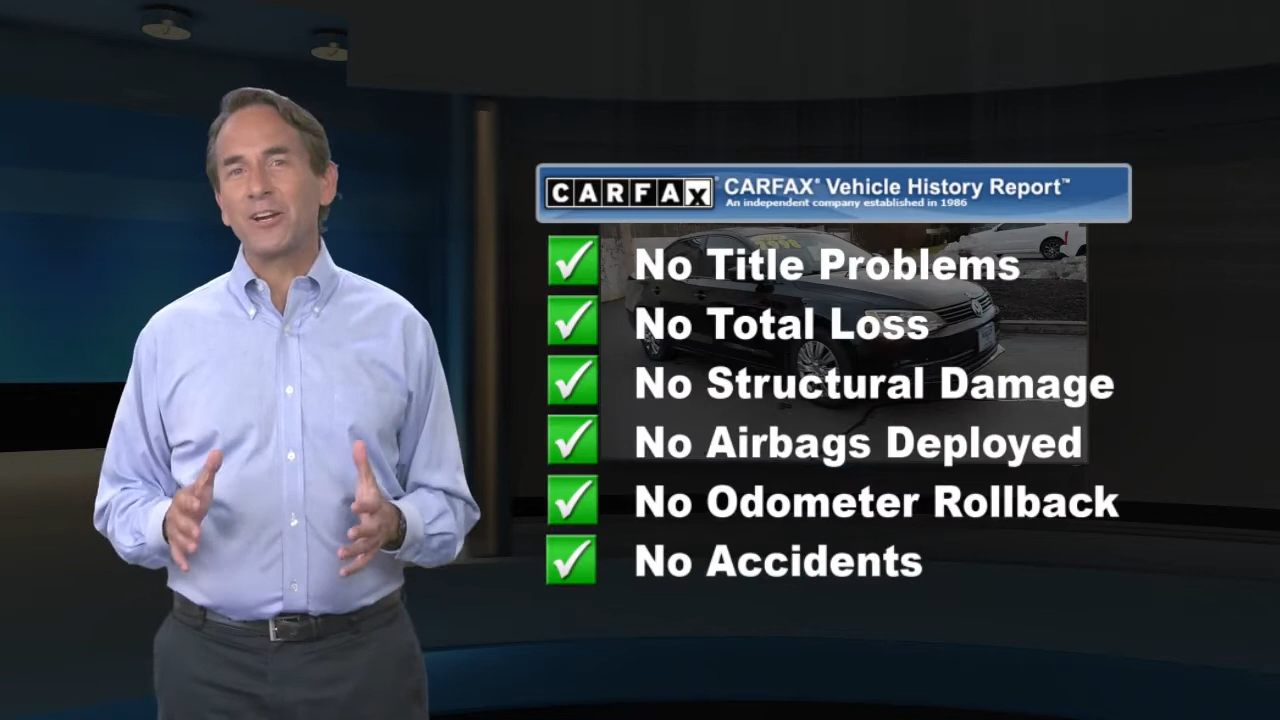 CARFAX® CARFAX® Vehicle History Report™
An independent company established in 1986
No Title Problems
No Total Loss
No Structural Damage
No Airbags Deployed
No Odometer Rollback
No Accidents